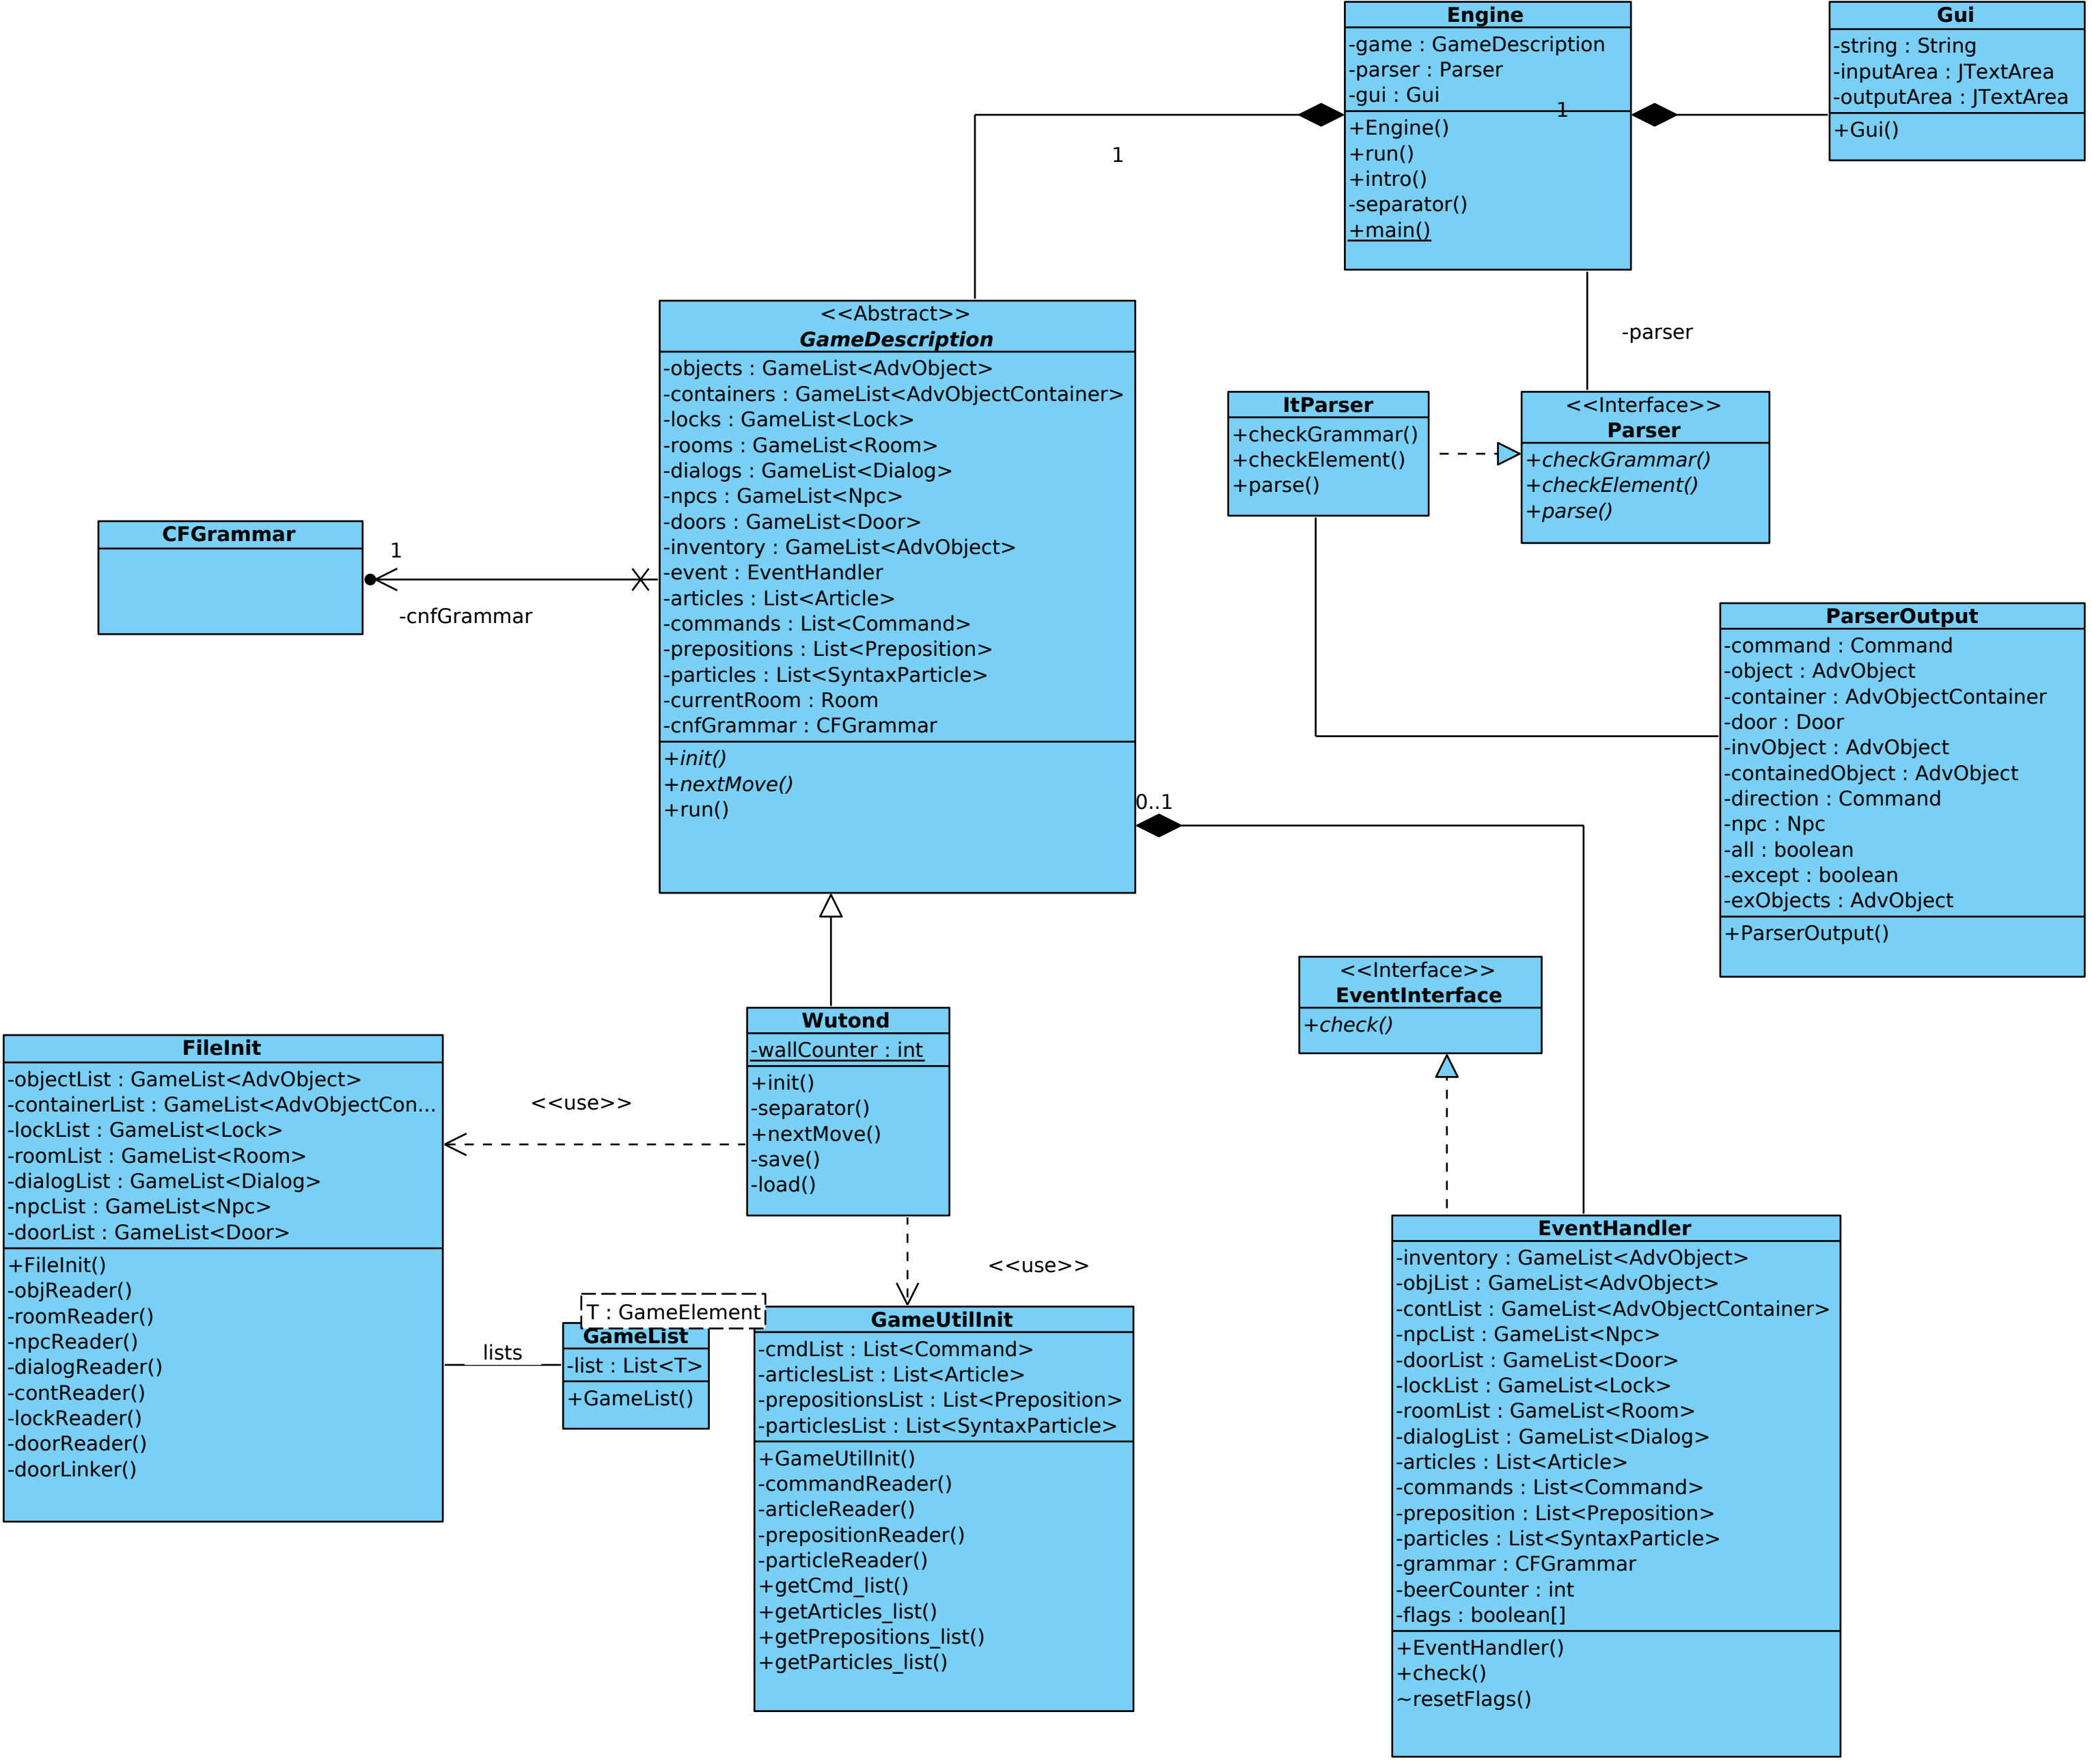 Engine
-game : GameDescription
-parser : Parser
-gui : Gui
+Engine()
+run()
+intro()
-separator()
+main()
1
Gui
-string : String
-inputArea : JTextArea
-outputArea : JTextArea
+Gui()
1
-parser
<<Abstract>>
GameDescription
-objects : GameList<AdvObject>
-containers : GameList<AdvObjectContainer>
-locks : GameList<Lock>
-rooms : GameList<Room>
-dialogs : GameList<Dialog>
-npcs : GameList<Npc>
-doors : GameList<Door>
-inventory : GameList<AdvObject>
-event : EventHandler
-articles : List<Article>
-commands : List<Command>
-prepositions : List<Preposition>
-particles : List<SyntaxParticle>
-currentRoom : Room
-cnfGrammar : CFGrammar
+init()
+nextMove()
+run()
ItParser
+checkGrammar()
+checkElement()
+parse()
<<Interface>>
Parser
+checkGrammar()
+checkElement()
+parse()
CFGrammar
1
-cnfGrammar
ParserOutput
-command : Command
-object : AdvObject
-container : AdvObjectContainer
-door : Door
-invObject : AdvObject
-containedObject : AdvObject
-direction : Command
-npc : Npc
-all : boolean
-except : boolean
-exObjects : AdvObject
+ParserOutput()
0..1
<<Interface>>
EventInterface
+check()
Wutond
-wallCounter : int
+init()
-separator()
+nextMove()
-save()
-load()
FileInit
-objectList : GameList<AdvObject>
-containerList : GameList<AdvObjectCon...
-lockList : GameList<Lock>
-roomList : GameList<Room>
-dialogList : GameList<Dialog>
-npcList : GameList<Npc>
-doorList : GameList<Door>
+FileInit()
-objReader()
-roomReader()
-npcReader()
-dialogReader()
-contReader()
-lockReader()
-doorReader()
-doorLinker()
<<use>>
<<use>>
lists
T : GameElement
GameList
-list : List<T>
+GameList()
GameUtilInit
-cmdList : List<Command>
-articlesList : List<Article>
-prepositionsList : List<Preposition>
-particlesList : List<SyntaxParticle>
+GameUtilInit()
-commandReader()
-articleReader()
-prepositionReader()
-particleReader()
+getCmd_list()
+getArticles_list()
+getPrepositions_list()
+getParticles_list()
EventHandler
-inventory : GameList<AdvObject>
-objList : GameList<AdvObject>
-contList : GameList<AdvObjectContainer>
-npcList : GameList<Npc>
-doorList : GameList<Door>
-lockList : GameList<Lock>
-roomList : GameList<Room>
-dialogList : GameList<Dialog>
-articles : List<Article>
-commands : List<Command>
-preposition : List<Preposition>
-particles : List<SyntaxParticle>
-grammar : CFGrammar
-beerCounter : int
-flags : boolean[]
+EventHandler()
+check()
~resetFlags()